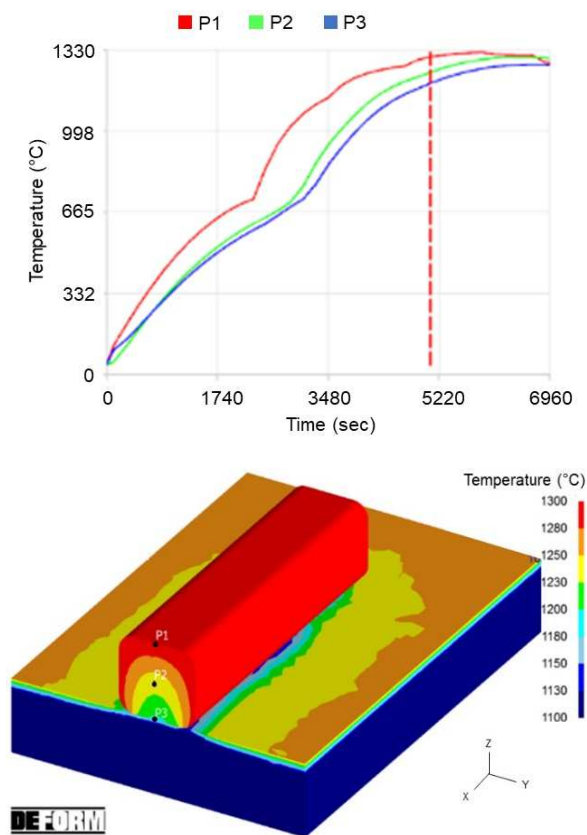 P1 P2 P3
1330
998
665
332
0
Temperature (°C)
0 1740 3480 5220 6960
Time (sec)
Temperature (°C)
1300
1280
1250
1230
1200
1180
1150
1130
1100
P1
P2
P3
Z
X Y
DEFORM